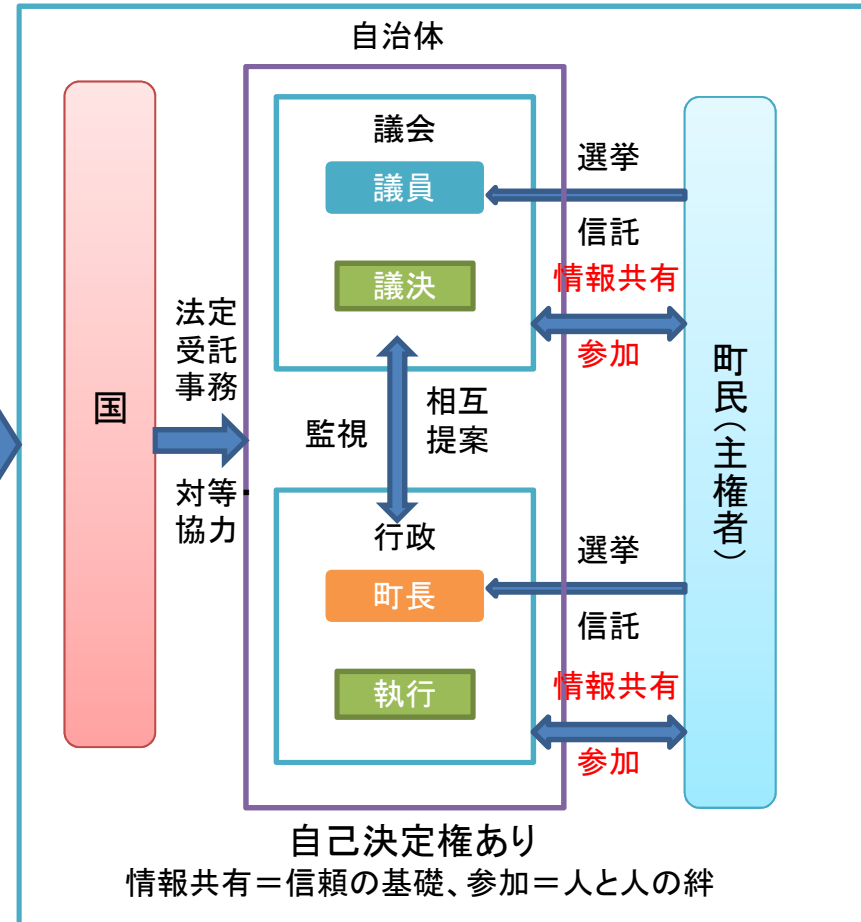 自治体
国
法定
受託
事務
対等・
協力
議会
議員
議決
監視
相互
提案
行政
町長
執行
選挙
信託
情報共有
参加
選挙
信託
情報共有
参加
町民(主権者)
自己決定権あり
情報共有=信頼の基礎、参加=人と人の絆